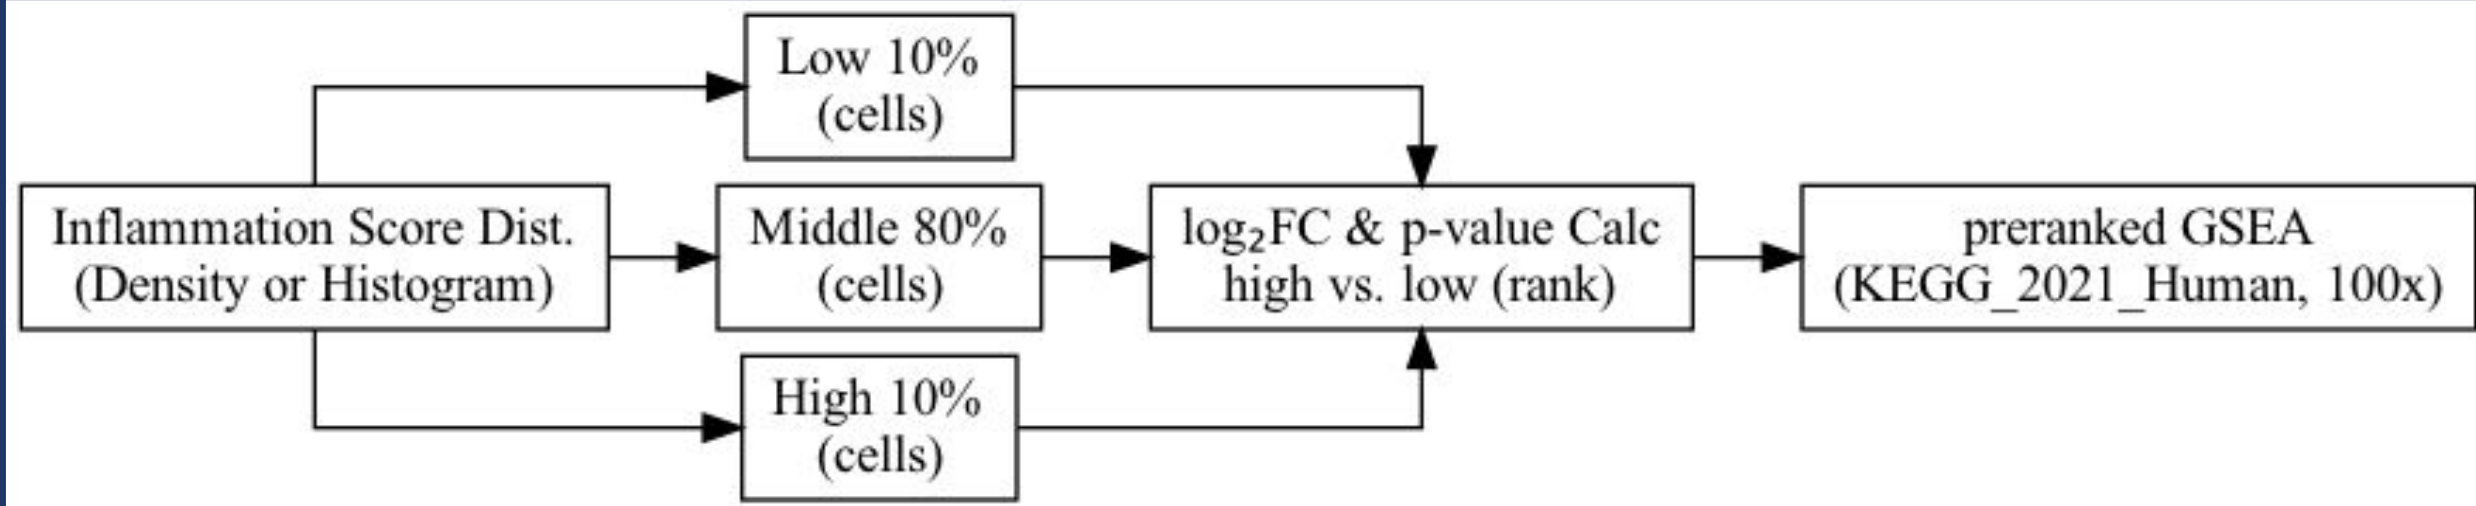 Low 10%
(cells)
Inflammation Score Dist.
(Density or Histogram)
Middle 80%
(cells)
log₂FC & p-value Calc
high vs. low (rank)
preranked GSEA
(KEGG_2021_Human, 100x)
High 10%
(cells)